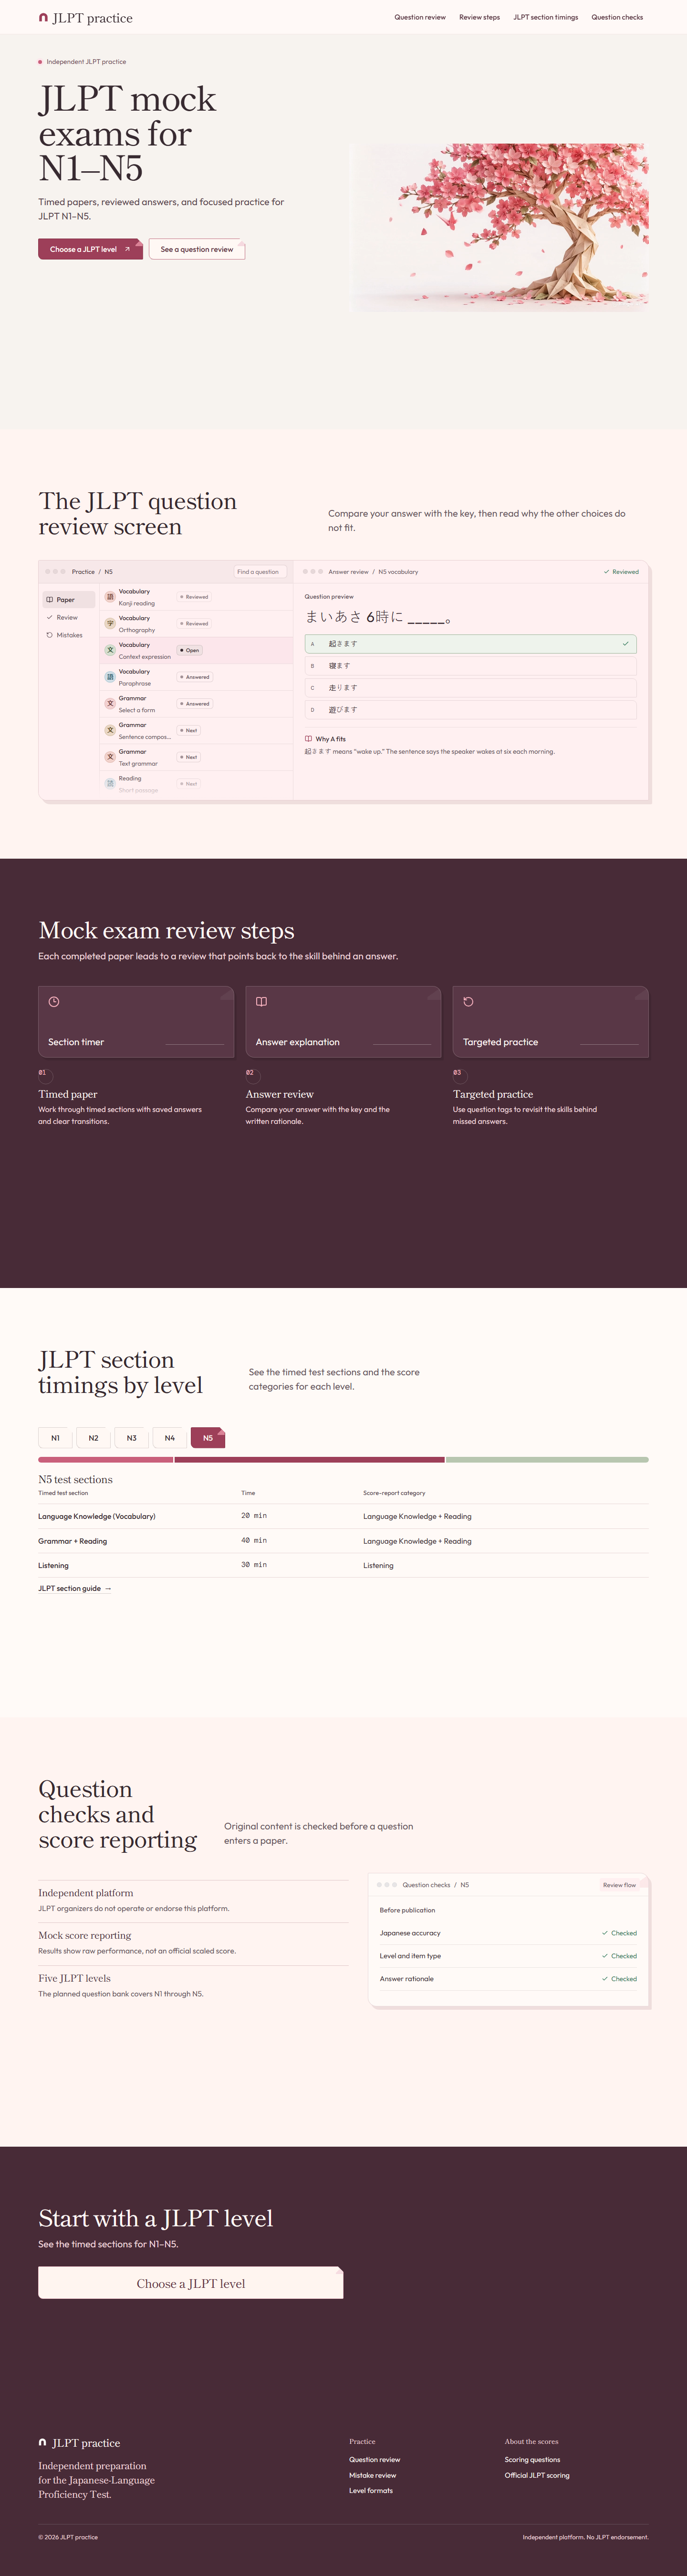 JLPT practice
Question review
Review steps
JLPT section timings
Question checks
Independent JLPT practice
JLPT mock
exams for
N1–N5
Timed papers, reviewed answers, and focused practice for
JLPT N1–N5.
Choose a JLPT level
See a question review
The JLPT question
review screen
Compare your answer with the key, then read why the other choices do
not fit.
Practice / N5
Find a question
Paper
Review
Mistakes
語
Vocabulary
Kanji reading
Reviewed
字
Vocabulary
Orthography
Reviewed
文
Vocabulary
Context expression
Open
語
Vocabulary
Paraphrase
Answered
文
Grammar
Select a form
Answered
文
Grammar
Sentence compos...
Next
文
Grammar
Text grammar
Next
読
Reading
Short passage
Next
Answer review / N5 vocabulary
Reviewed
Question preview
まいあさ 6時に _____。
A 起きます
B 寝ます
C 走ります
D 遊びます
Why A fits
起きます means “wake up.” The sentence says the speaker wakes at six each morning.
Mock exam review steps
Each completed paper leads to a review that points back to the skill behind an answer.
Section timer
01
Timed paper
Work through timed sections with saved answers
and clear transitions.
Answer explanation
02
Answer review
Compare your answer with the key and the
written rationale.
Targeted practice
03
Targeted practice
Use question tags to revisit the skills behind
missed answers.
JLPT section
timings by level
See the timed test sections and the score
categories for each level.
N1
N2
N3
N4
N5
N5 test sections
Timed test section Time Score-report category
Language Knowledge (Vocabulary) 20 min Language Knowledge + Reading
Grammar + Reading 40 min Language Knowledge + Reading
Listening 30 min Listening
JLPT section guide →
Question
checks and
score reporting
Original content is checked before a question
enters a paper.
Independent platform
JLPT organizers do not operate or endorse this platform.
Mock score reporting
Results show raw performance, not an official scaled score.
Five JLPT levels
The planned question bank covers N1 through N5.
Question checks / N5
Review flow
Before publication
Japanese accuracy
Checked
Level and item type
Checked
Answer rationale
Checked
Start with a JLPT level
See the timed sections for N1–N5.
Choose a JLPT level
JLPT practice
Independent preparation
for the Japanese-Language
Proficiency Test.
Practice
Question review
Mistake review
Level formats
About the scores
Scoring questions
Official JLPT scoring
© 2026 JLPT practice
Independent platform. No JLPT endorsement.